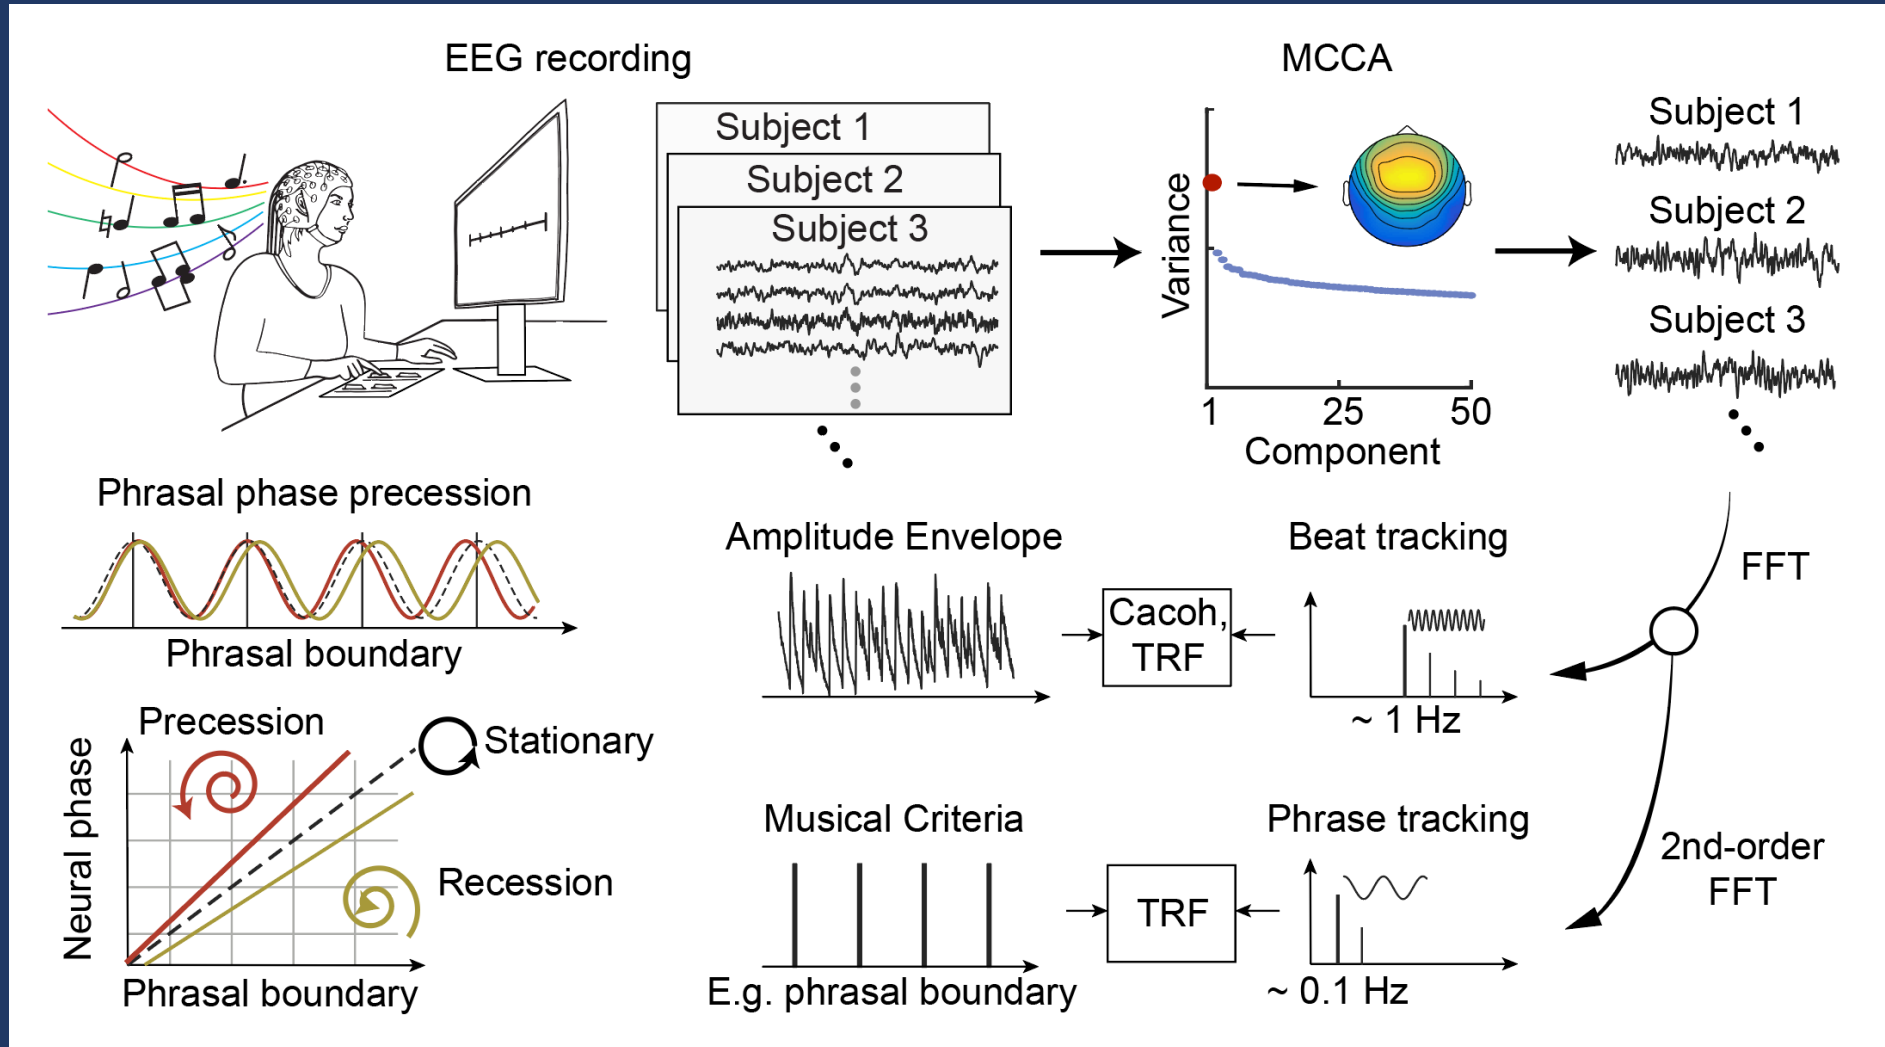 EEG recording
Subject 1
Subject 2
Subject 3
MCCA
Variance
1
25
50
Component
Subject 1
Subject 2
Subject 3
Phrasal phase precession
Phrasal boundary
Precession
Stationary
Recession
Neural phase
Phrasal boundary
Amplitude Envelope
Cacoh,
TRF
Beat tracking
~ 1 Hz
FFT
Musical Criteria
E.g. phrasal boundary
TRF
Phrase tracking
~ 0.1 Hz
2nd-order
FFT